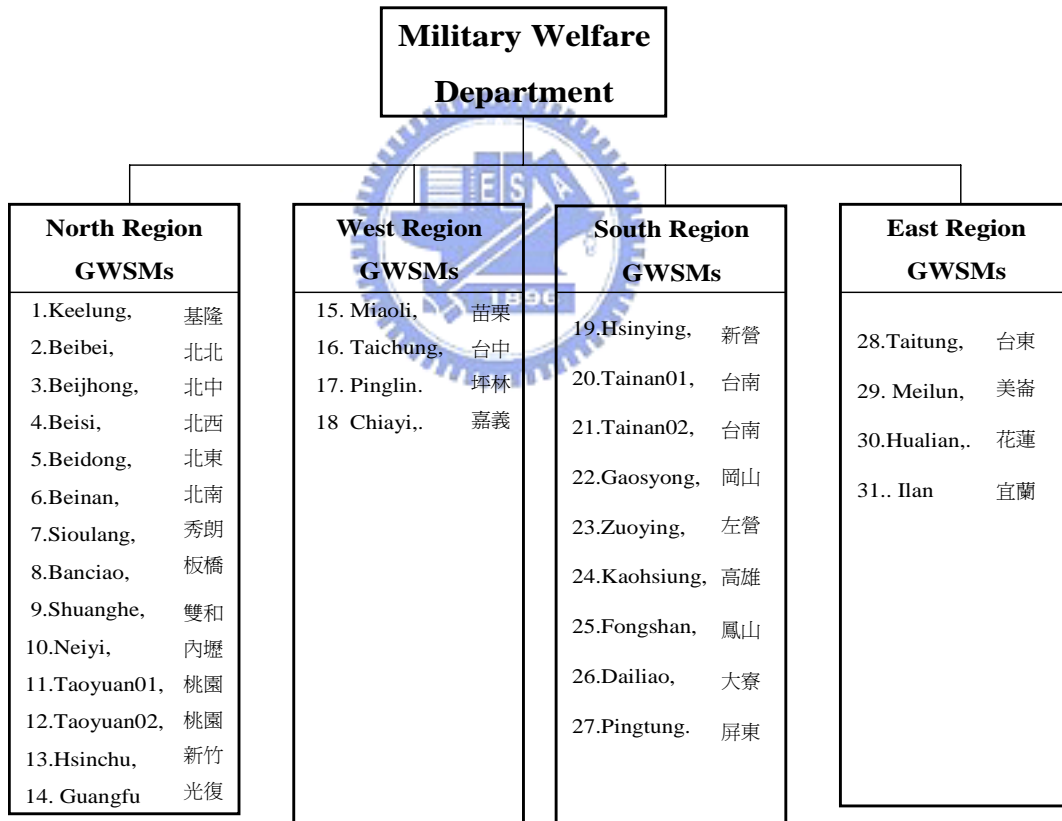 Military Welfare
Department
North Region
GWSMs
1.Keelung, 基隆
2.Beibei, 北北
3.Beijhong, 北中
4.Beisi, 北西
5.Beidong, 北東
6.Beinan, 北南
7.Sioulang, 秀朗
8.Banciao, 板橋
9.Shuanghe, 雙和
10.Neiyi, 內壢
11.Taoyuan01, 桃園
12.Taoyuan02, 桃園
13.Hsinchu, 新竹
14. Guangfu 光復
West Region
GWSMs
15. Miaoli, 苗栗
16. Taichung, 台中
17. Pinglin. 坪林
18 Chiayi,. 嘉義
South Region
GWSMs
19.Hsinying, 新營
20.Tainan01, 台南
21.Tainan02, 台南
22.Gaosyong, 岡山
23.Zuoying, 左營
24.Kaohsiung, 高雄
25.Fongshan, 鳳山
26.Dailiao, 大寮
27.Pingtung. 屏東
East Region
GWSMs
28.Taitung, 台東
29. Meilun, 美崙
30.Hualian,. 花蓮
31.. Ilan 宜蘭
E S A
1896